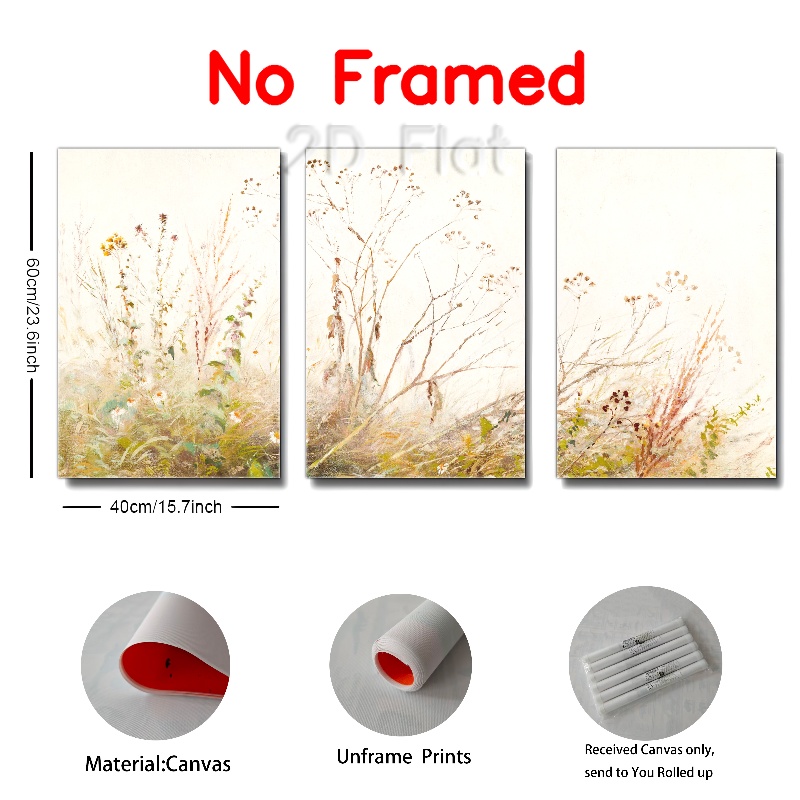 No Framed
2D Flat
60cm/23.6inch
40cm/15.7inch
Material:Canvas
Unframe Prints
Received Canvas only,
send to You Rolled up